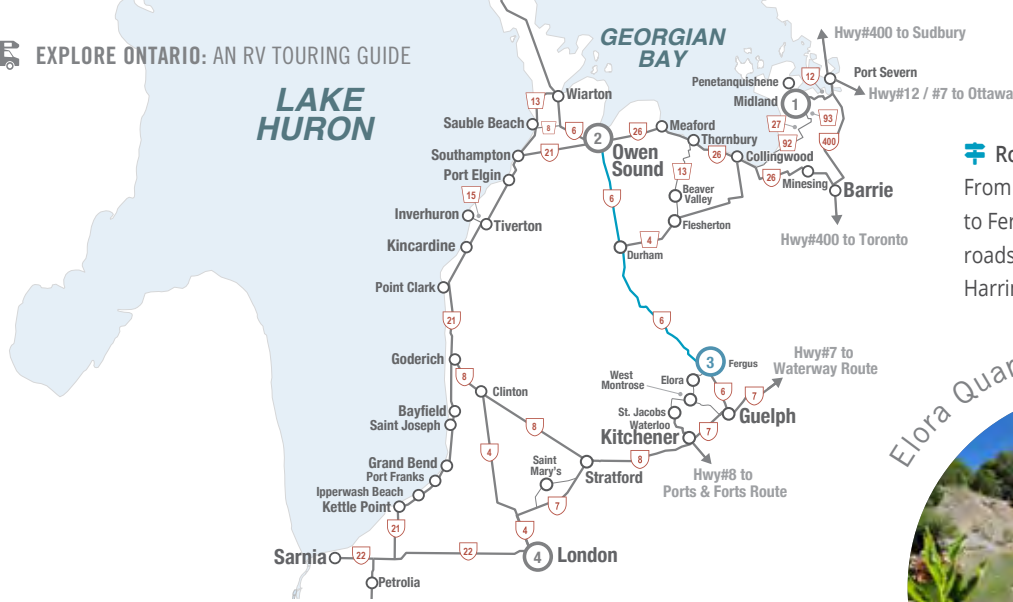 EXPLORE ONTARIO: AN RV TOURING GUIDE
GEORGIAN
BAY
LAKE
HURON
Hwy#400 to Sudbury
Port Severn
Hwy#12 / #7 to Ottawa
Penetanquishene
12
Midland
1
27
93
92
400
Wiarton
13
Sauble Beach
8
6
2
26
Meaford
Thornbury
26
Collingwood
26
Minesing
Barrie
Hwy#400 to Toronto
Owen
Sound
Southampton
21
Port Elgin
13
Beaver
Valley
Flesherton
4
Durham
6
15
Inverhuron
Tiverton
Kincardine
Point Clark
21
6
Goderich
8
Clinton
3
Fergus
Hwy#7 to
Waterway Route
West
Montrose
Elora
6
7
Guelph
St. Jacobs
Waterloo
Kitchener
7
Bayfield
Saint Joseph
8
4
Grand Bend
Port Franks
Ipperwash Beach
Kettle Point
Saint
Mary's
Stratford
8
7
Hwy#8 to
Ports & Forts Route
21
4
Sarnia
22
22
4
London
Petrolia
From
to Fer
roads
Harri
Elora Quar